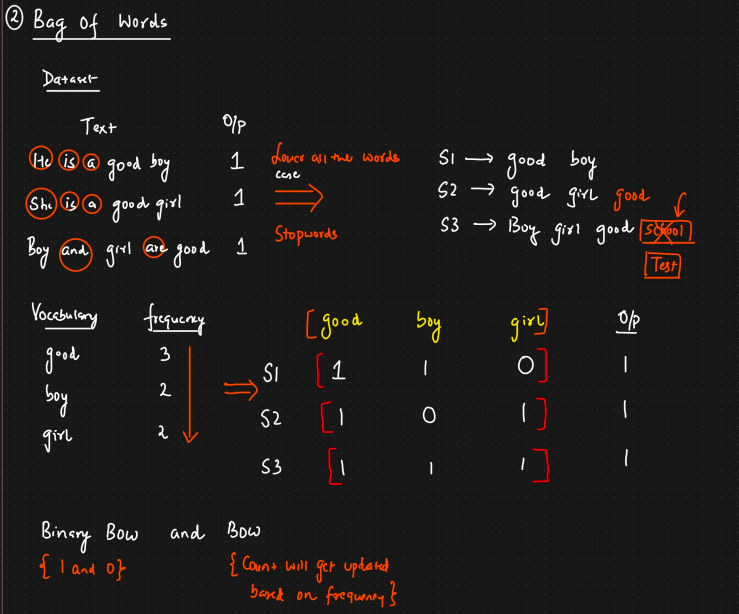 ② Bag Of Words
Dataset
Text O/P
He is a good boy 1
She is a good girl 1
Boy and girl are good 1
Lower all the words
case
Stopwords
S1 → good boy
S2 → good girl good
S3 → Boy girl good School
Test
Vocabulary frequency
good 3
boy 2
girl 2
[good boy girl] O/P
S1 [1 1 0] 1
S2 [1 0 1] 1
S3 [1 1 1] 1
Binary BOW and BOW
{1 and 0}
{Count will get updated
based on frequency}